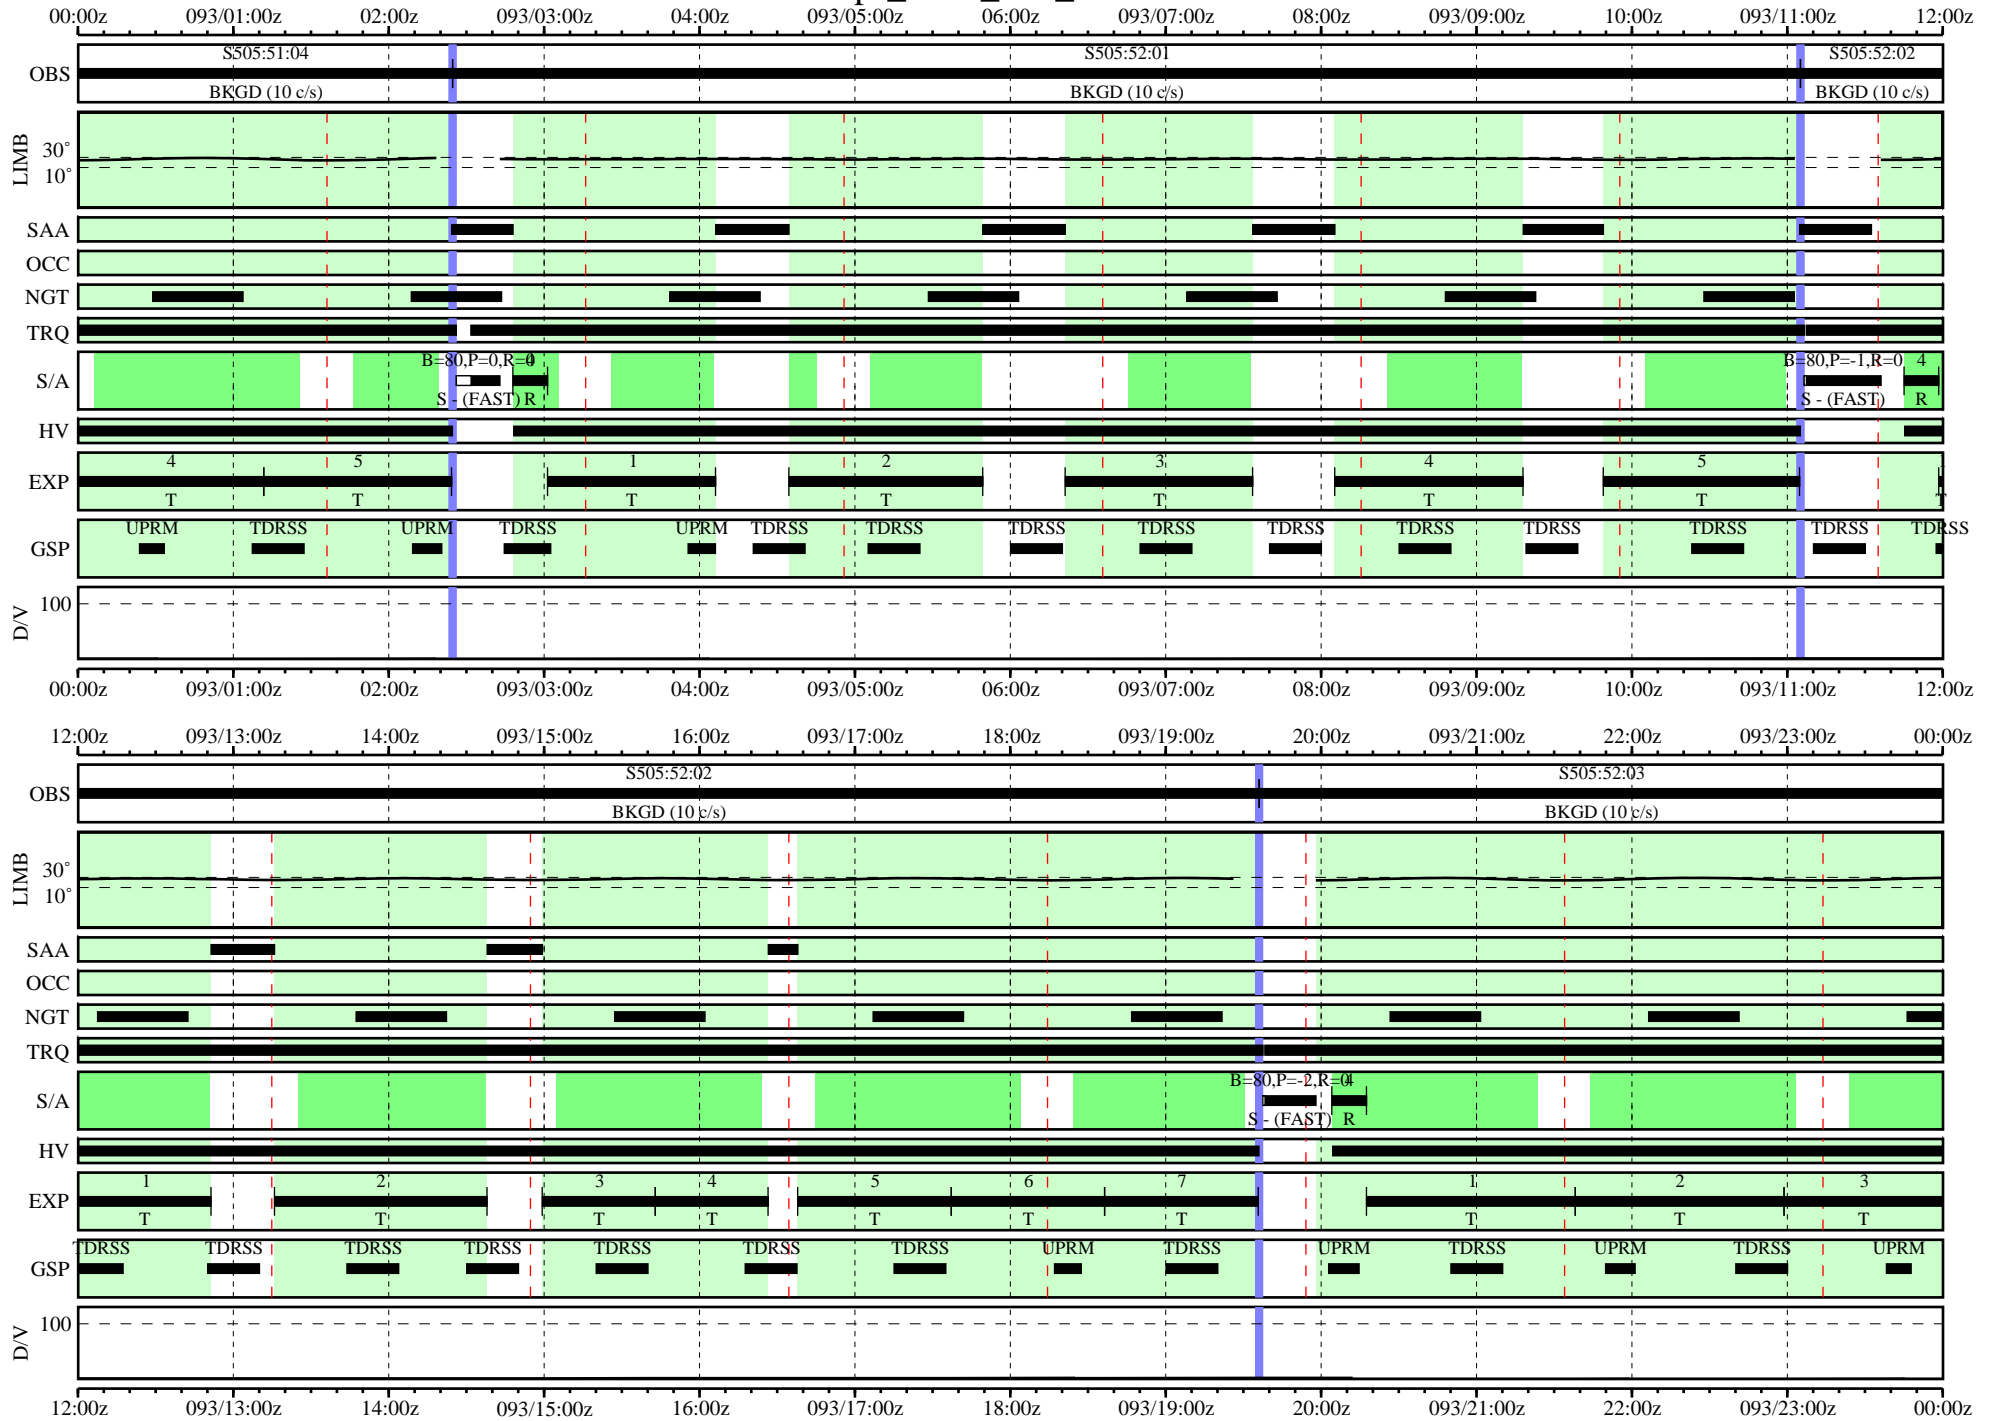 00:00z 093/01:00z 02:00z 093/03:00z 04:00z 093/05:00z 06:00z 093/07:00z 08:00z 093/09:00z 10:00z 093/11:00z 12:00z
S505:51:04 S505:52:01 S505:52:02
OBS
BKGD (10 c/s) BKGD (10 c/s) BKGD (10 c/s)
LIMB 30° 10°
SAA
OCC
NGT
TRQ
B=80,P=0,R=0 4 B=80,P=-1,R=0 4
S/A
S - (FAST) R S - (FAST) R
HV
4 5 1 2 3 4 5
EXP
T T T T T T T T
UPRM TDRSS UPRM TDRSS UPRM TDRSS TDRSS TDRSS TDRSS TDRSS TDRSS TDRSS TDRSS TDRSS TDRSS
GSP
D/V 100
00:00z 093/01:00z 02:00z 093/03:00z 04:00z 093/05:00z 06:00z 093/07:00z 08:00z 093/09:00z 10:00z 093/11:00z 12:00z
12:00z 093/13:00z 14:00z 093/15:00z 16:00z 093/17:00z 18:00z 093/19:00z 20:00z 093/21:00z 22:00z 093/23:00z 00:00z
S505:52:02 S505:52:03
OBS
BKGD (10 c/s) BKGD (10 c/s)
LIMB 30° 10°
SAA
OCC
NGT
TRQ
B=80,P=-2,R=0 4
S/A
S - (FAST) R
HV
1 2 3 4 5 6 7 1 2 3
EXP
T T T T T T T T T T
TDRSS TDRSS TDRSS TDRSS TDRSS TDRSS TDRSS UPRM TDRSS UPRM TDRSS UPRM TDRSS UPRM
GSP
D/V 100
12:00z 093/13:00z 14:00z 093/15:00z 16:00z 093/17:00z 18:00z 093/19:00z 20:00z 093/21:00z 22:00z 093/23:00z 00:00z